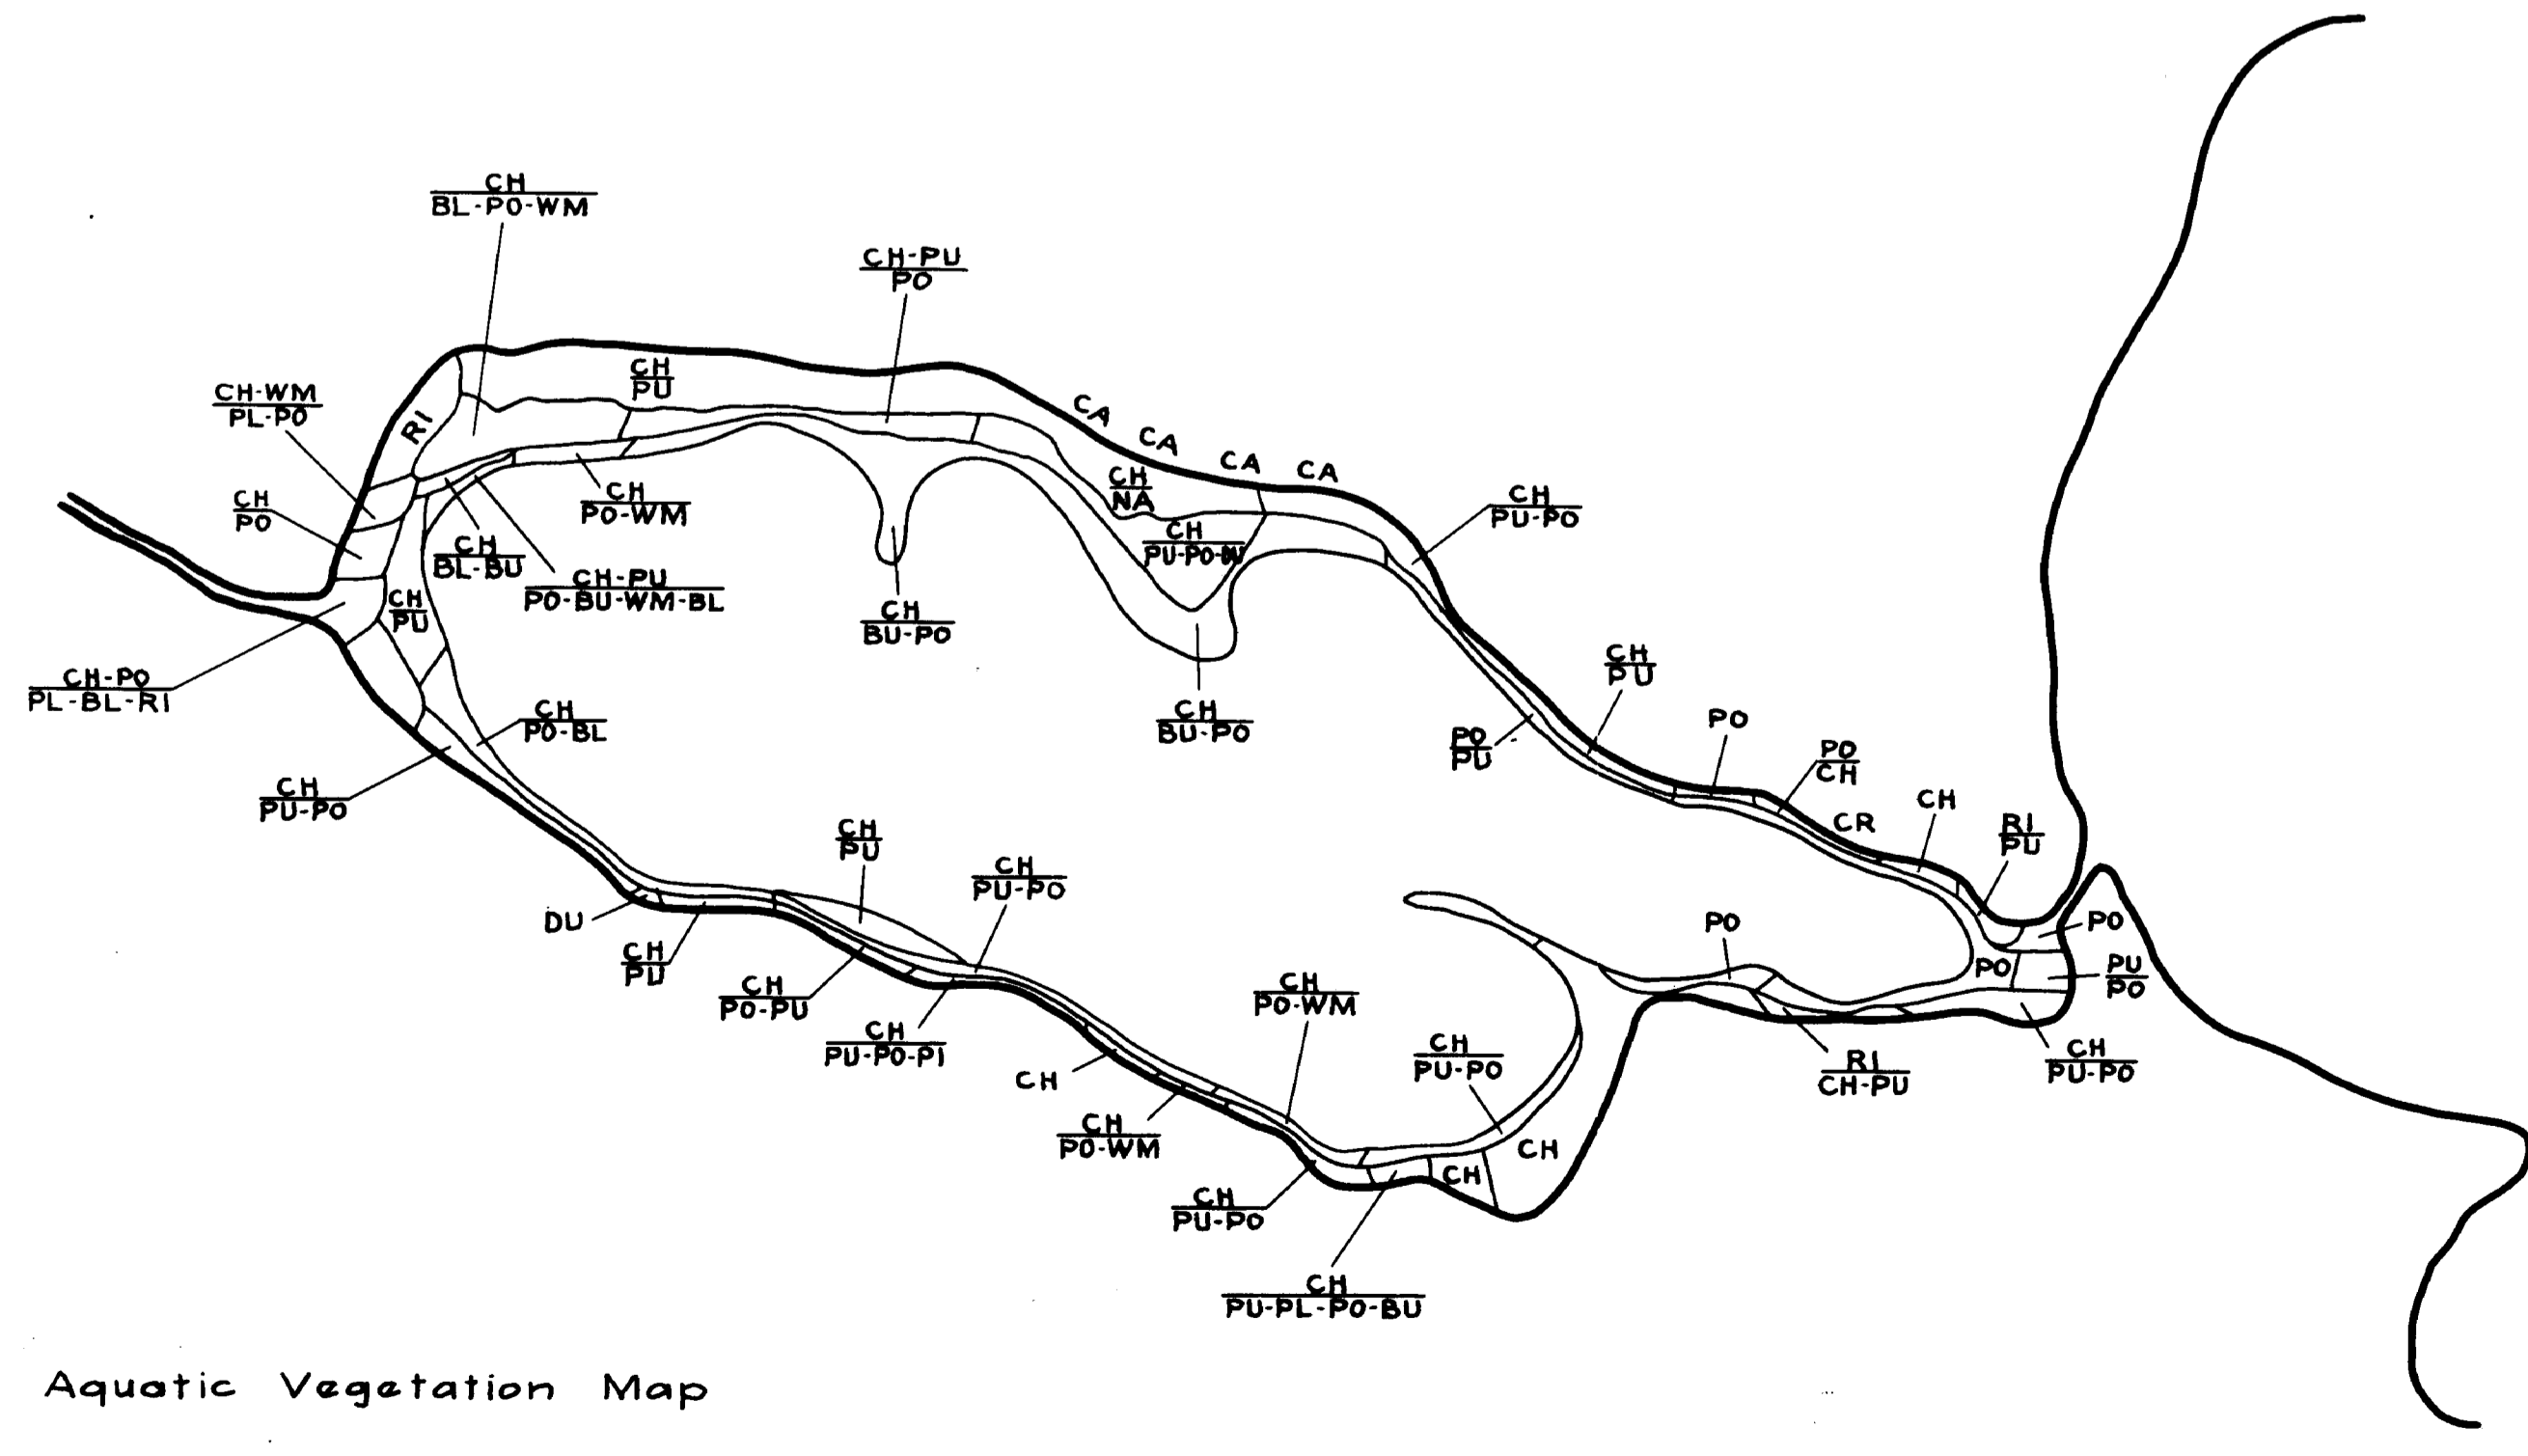 CH
BL-PO-WM
CH-PU
PO
CH
PU
CH-WM
PL-PO
RI
CA
CA
CA
CA
CH
NA
CH
PO
CH
PO-WM
CH
PU-PO
CH
PU-PO-BU
CH
BL-BU
CH-PU
PO-BU-WM-BL
CH
PU
CH
BU-PO
CH-PO
PL-BL-RI
CH
PO-BL
CH
BU-PO
CH
PU
PO
PU
PO
PO
CH
CH
PU-PO
CH
PU
CR
CH
RI
PU
CH
PU-PO
DU
CH
PU
PO
PO
PO
PU
PO
CH
PO-PU
CH
PO-WM
CH
PU-PO-PI
CH
PU-PO
RI
CH-PU
CH
PU-PO
CH
CH
PO-WM
CH
CH
CH
PU-PO
CH
PU-PL-PO-BU
Aquatic Vegetation Map